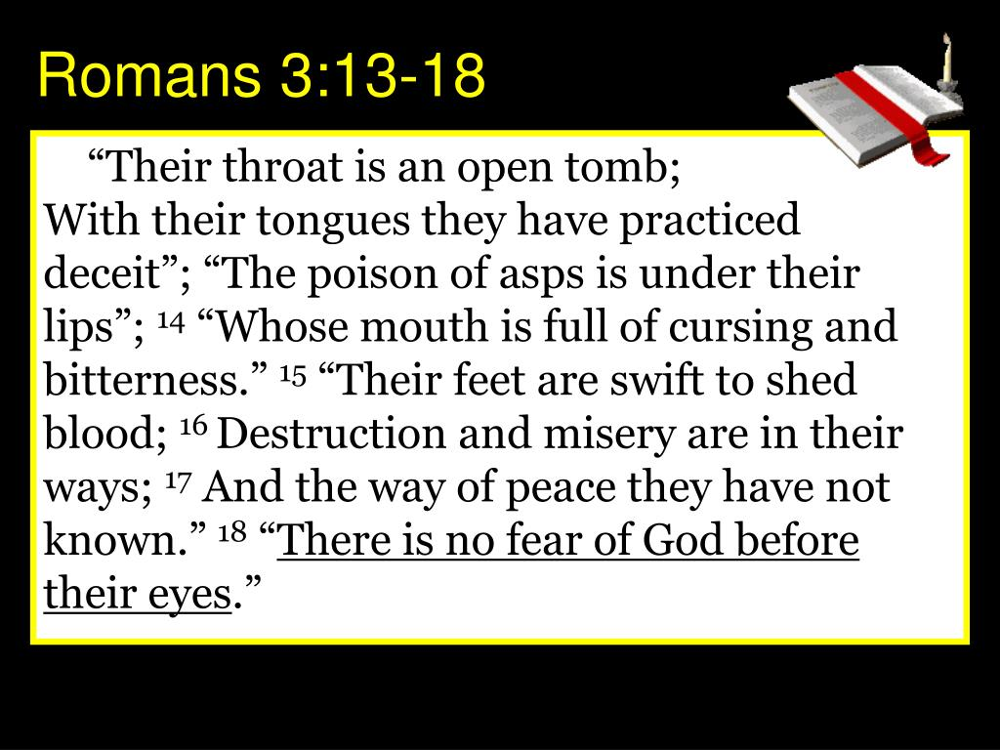 Romans 3:13-18
“Their throat is an open tomb;
With their tongues they have practiced
deceit”; “The poison of asps is under their
lips”; 14 “Whose mouth is full of cursing and
bitterness.” 15 “Their feet are swift to shed
blood; 16 Destruction and misery are in their
ways; 17 And the way of peace they have not
known.” 18 “There is no fear of God before
their eyes.”